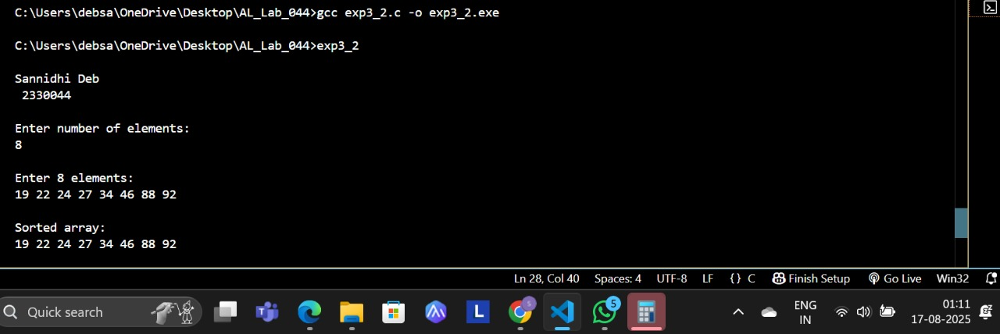 C:\Users\debsa\OneDrive\Desktop\AL_Lab_044>gcc exp3_2.c -o exp3_2.exe
C:\Users\debsa\OneDrive\Desktop\AL_Lab_044>exp3_2
Sannidhi Deb
2330044
Enter number of elements:
8
Enter 8 elements:
19 22 24 27 34 46 88 92
Sorted array:
19 22 24 27 34 46 88 92
Ln 28, Col 40 Spaces: 4 UTF-8 LF {} C Finish Setup Go Live Win32
Quick search L 5 ENG 01:11
IN 17-08-2025